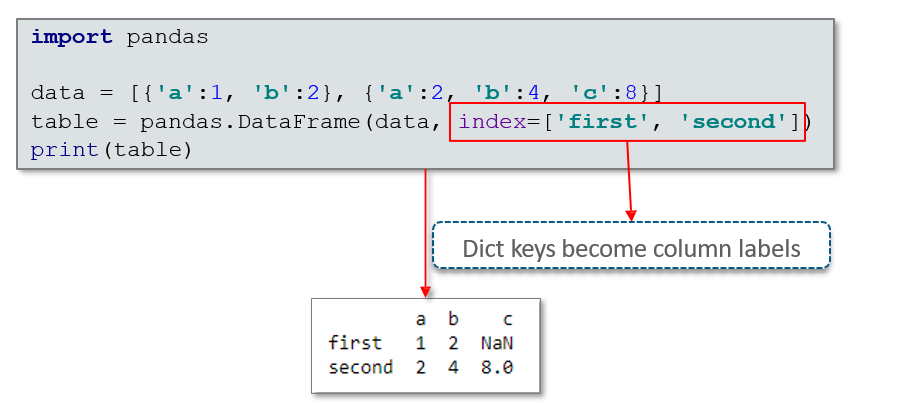 import pandas
data = [{'a':1, 'b':2}, {'a':2, 'b':4, 'c':8}]
table = pandas.DataFrame(data, index=['first', 'second'])
print(table)
Dict keys become column labels
a b c
first 1 2 NaN
second 2 4 8.0